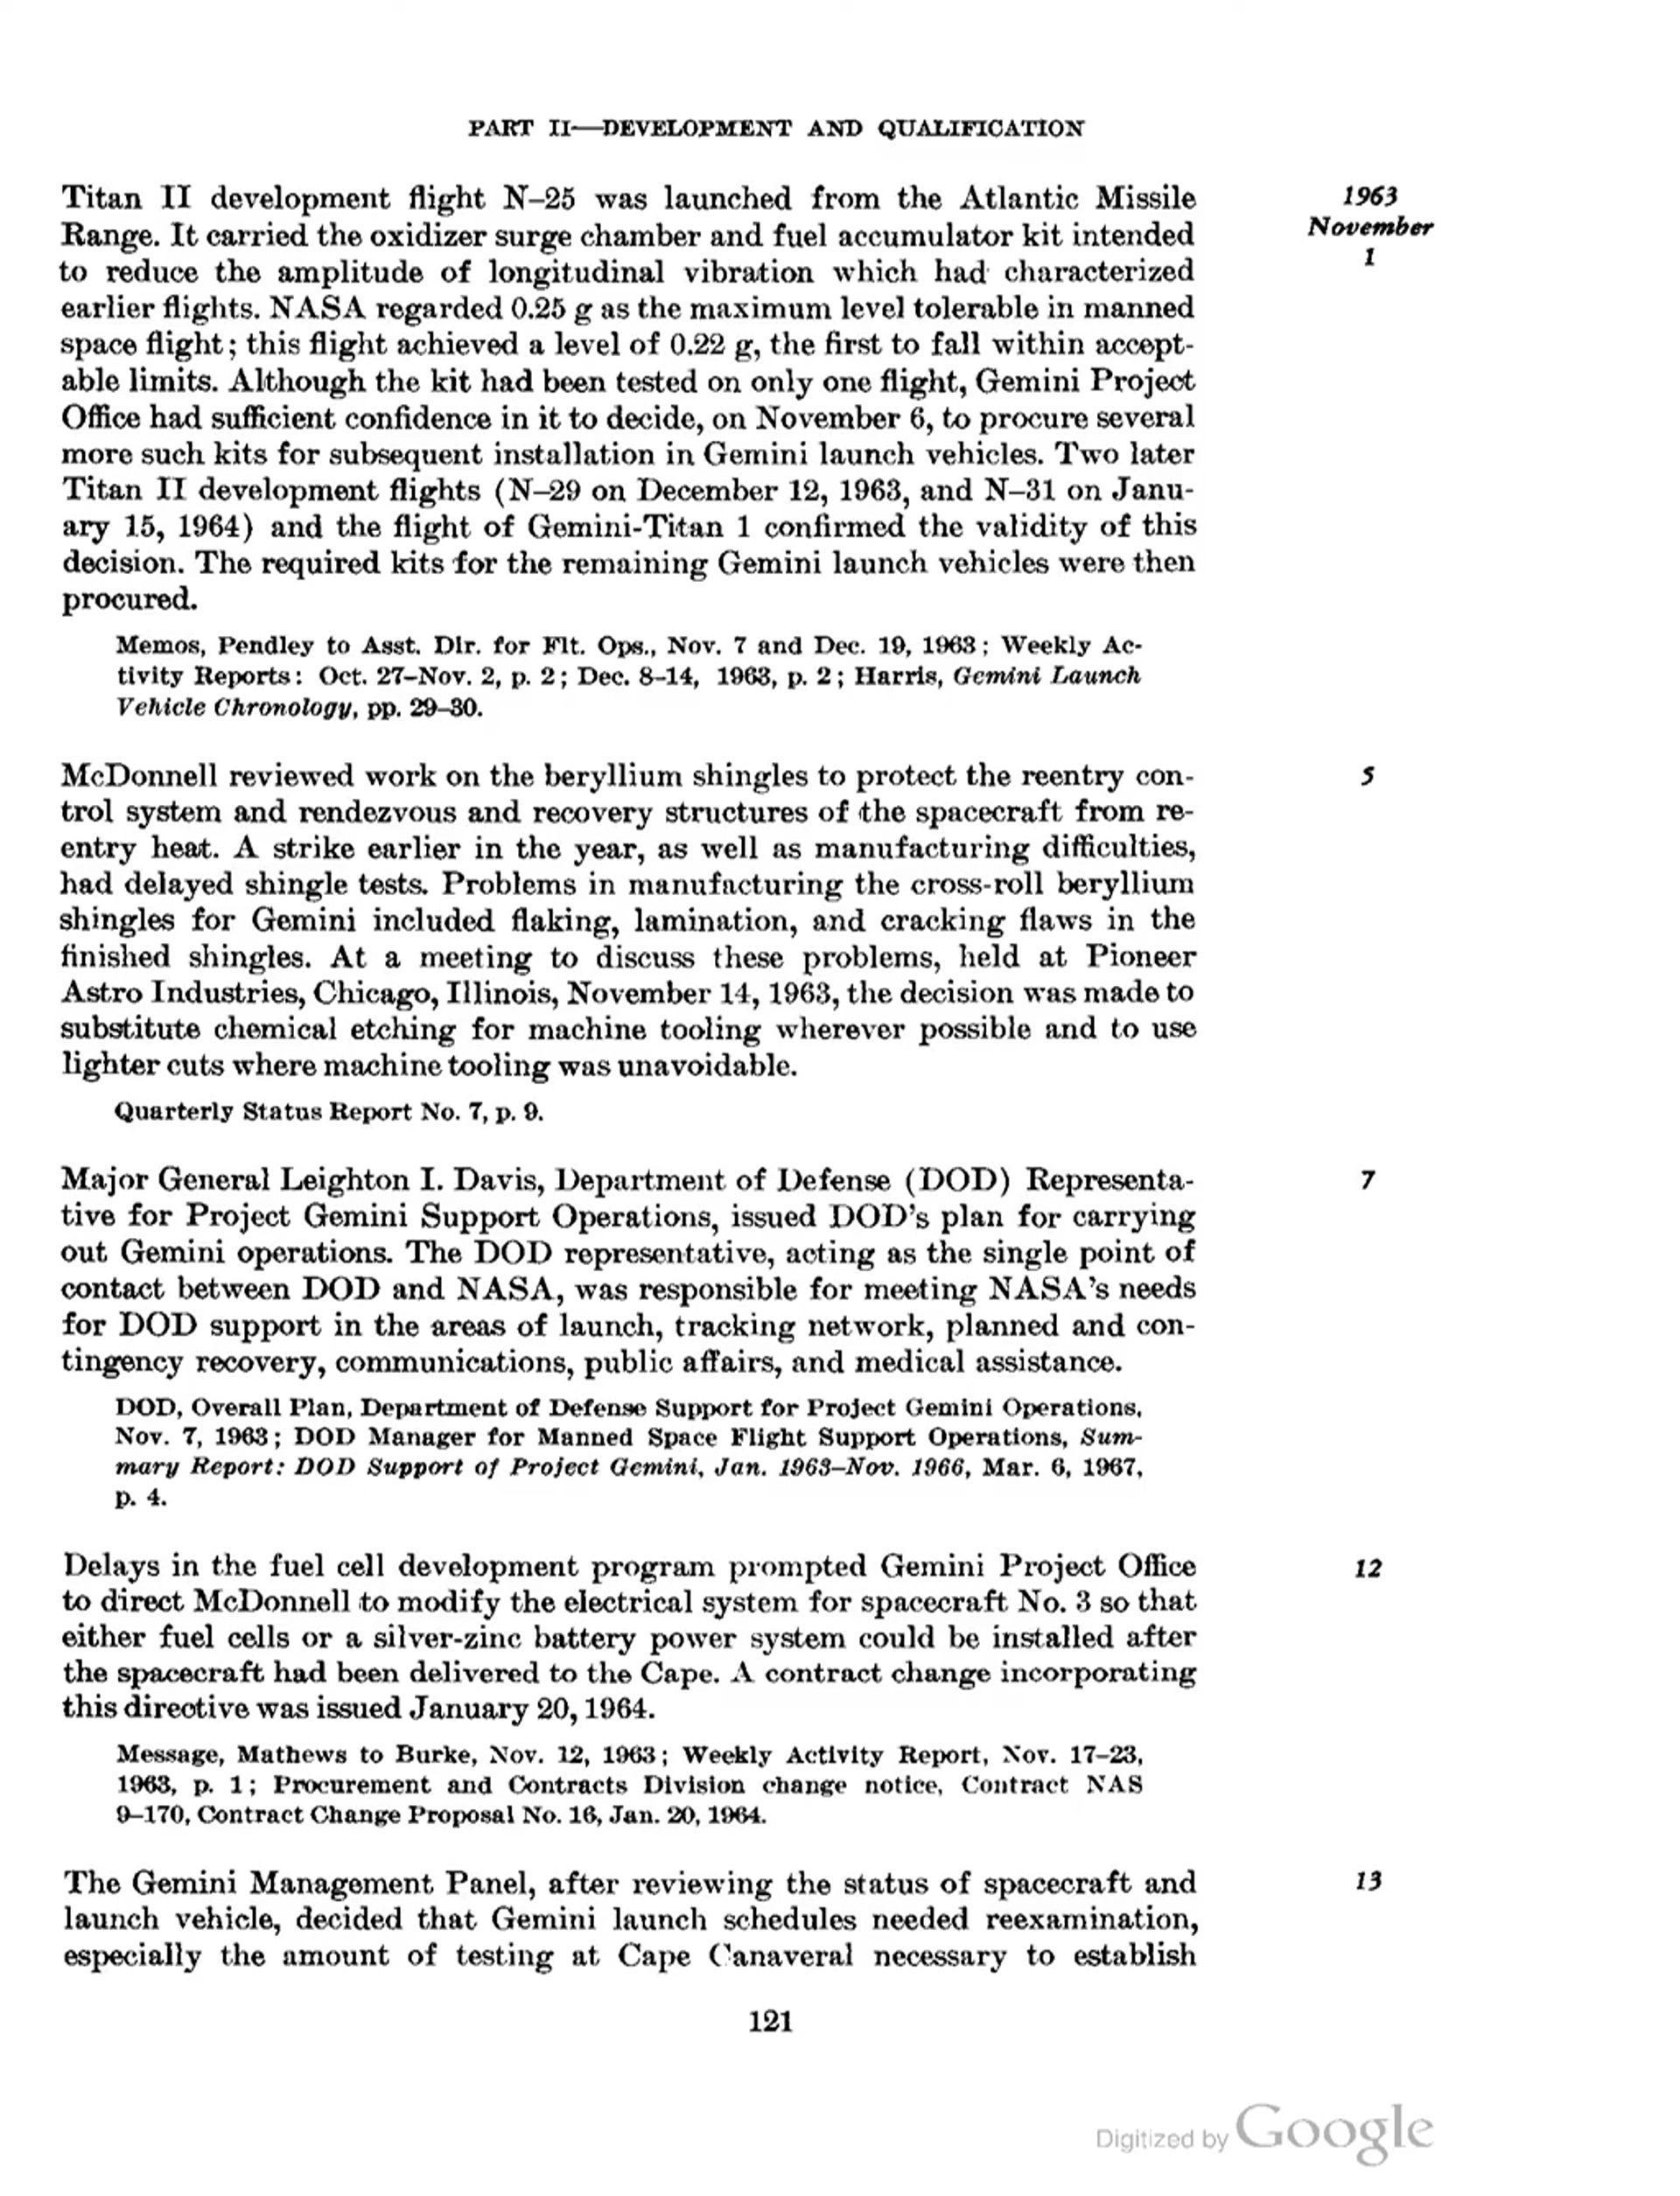 PART II—DEVELOPMENT AND QUALIFICATION
Titan II development flight N–25 was launched from the Atlantic Missile
Range. It carried the oxidizer surge chamber and fuel accumulator kit intended
to reduce the amplitude of longitudinal vibration which had characterized
earlier flights. NASA regarded 0.25 g as the maximum level tolerable in manned
space flight; this flight achieved a level of 0.22 g, the first to fall within accept-
able limits. Although the kit had been tested on only one flight, Gemini Project
Office had sufficient confidence in it to decide, on November 6, to procure several
more such kits for subsequent installation in Gemini launch vehicles. Two later
Titan II development flights (N–29 on December 12, 1963, and N–31 on Janu-
ary 15, 1964) and the flight of Gemini-Titan 1 confirmed the validity of this
decision. The required kits for the remaining Gemini launch vehicles were then
procured.
1963
November
1
Memos, Pendley to Asst. Dir. for Flt. Ops., Nov. 7 and Dec. 19, 1963; Weekly Ac-
tivity Reports: Oct. 27–Nov. 2, p. 2; Dec. 8–14, 1963, p. 2; Harris, Gemini Launch
Vehicle Chronology, pp. 29–30.
McDonnell reviewed work on the beryllium shingles to protect the reentry con-
trol system and rendezvous and recovery structures of the spacecraft from re-
entry heat. A strike earlier in the year, as well as manufacturing difficulties,
had delayed shingle tests. Problems in manufacturing the cross-roll beryllium
shingles for Gemini included flaking, lamination, and cracking flaws in the
finished shingles. At a meeting to discuss these problems, held at Pioneer
Astro Industries, Chicago, Illinois, November 14, 1963, the decision was made to
substitute chemical etching for machine tooling wherever possible and to use
lighter cuts where machine tooling was unavoidable.
5
Quarterly Status Report No. 7, p. 9.
Major General Leighton I. Davis, Department of Defense (DOD) Representa-
tive for Project Gemini Support Operations, issued DOD's plan for carrying
out Gemini operations. The DOD representative, acting as the single point of
contact between DOD and NASA, was responsible for meeting NASA's needs
for DOD support in the areas of launch, tracking network, planned and con-
tingency recovery, communications, public affairs, and medical assistance.
7
DOD, Overall Plan, Department of Defense Support for Project Gemini Operations,
Nov. 7, 1963; DOD Manager for Manned Space Flight Support Operations, Sum-
mary Report: DOD Support of Project Gemini, Jan. 1963–Nov. 1966, Mar. 6, 1967,
p. 4.
Delays in the fuel cell development program prompted Gemini Project Office
to direct McDonnell to modify the electrical system for spacecraft No. 3 so that
either fuel cells or a silver-zinc battery power system could be installed after
the spacecraft had been delivered to the Cape. A contract change incorporating
this directive was issued January 20, 1964.
12
Message, Mathews to Burke, Nov. 12, 1963; Weekly Activity Report, Nov. 17–23,
1963, p. 1; Procurement and Contracts Division change notice, Contract NAS
9–170, Contract Change Proposal No. 16, Jan. 20, 1964.
The Gemini Management Panel, after reviewing the status of spacecraft and
launch vehicle, decided that Gemini launch schedules needed reexamination,
especially the amount of testing at Cape Canaveral necessary to establish
13
121
Digitized by Google